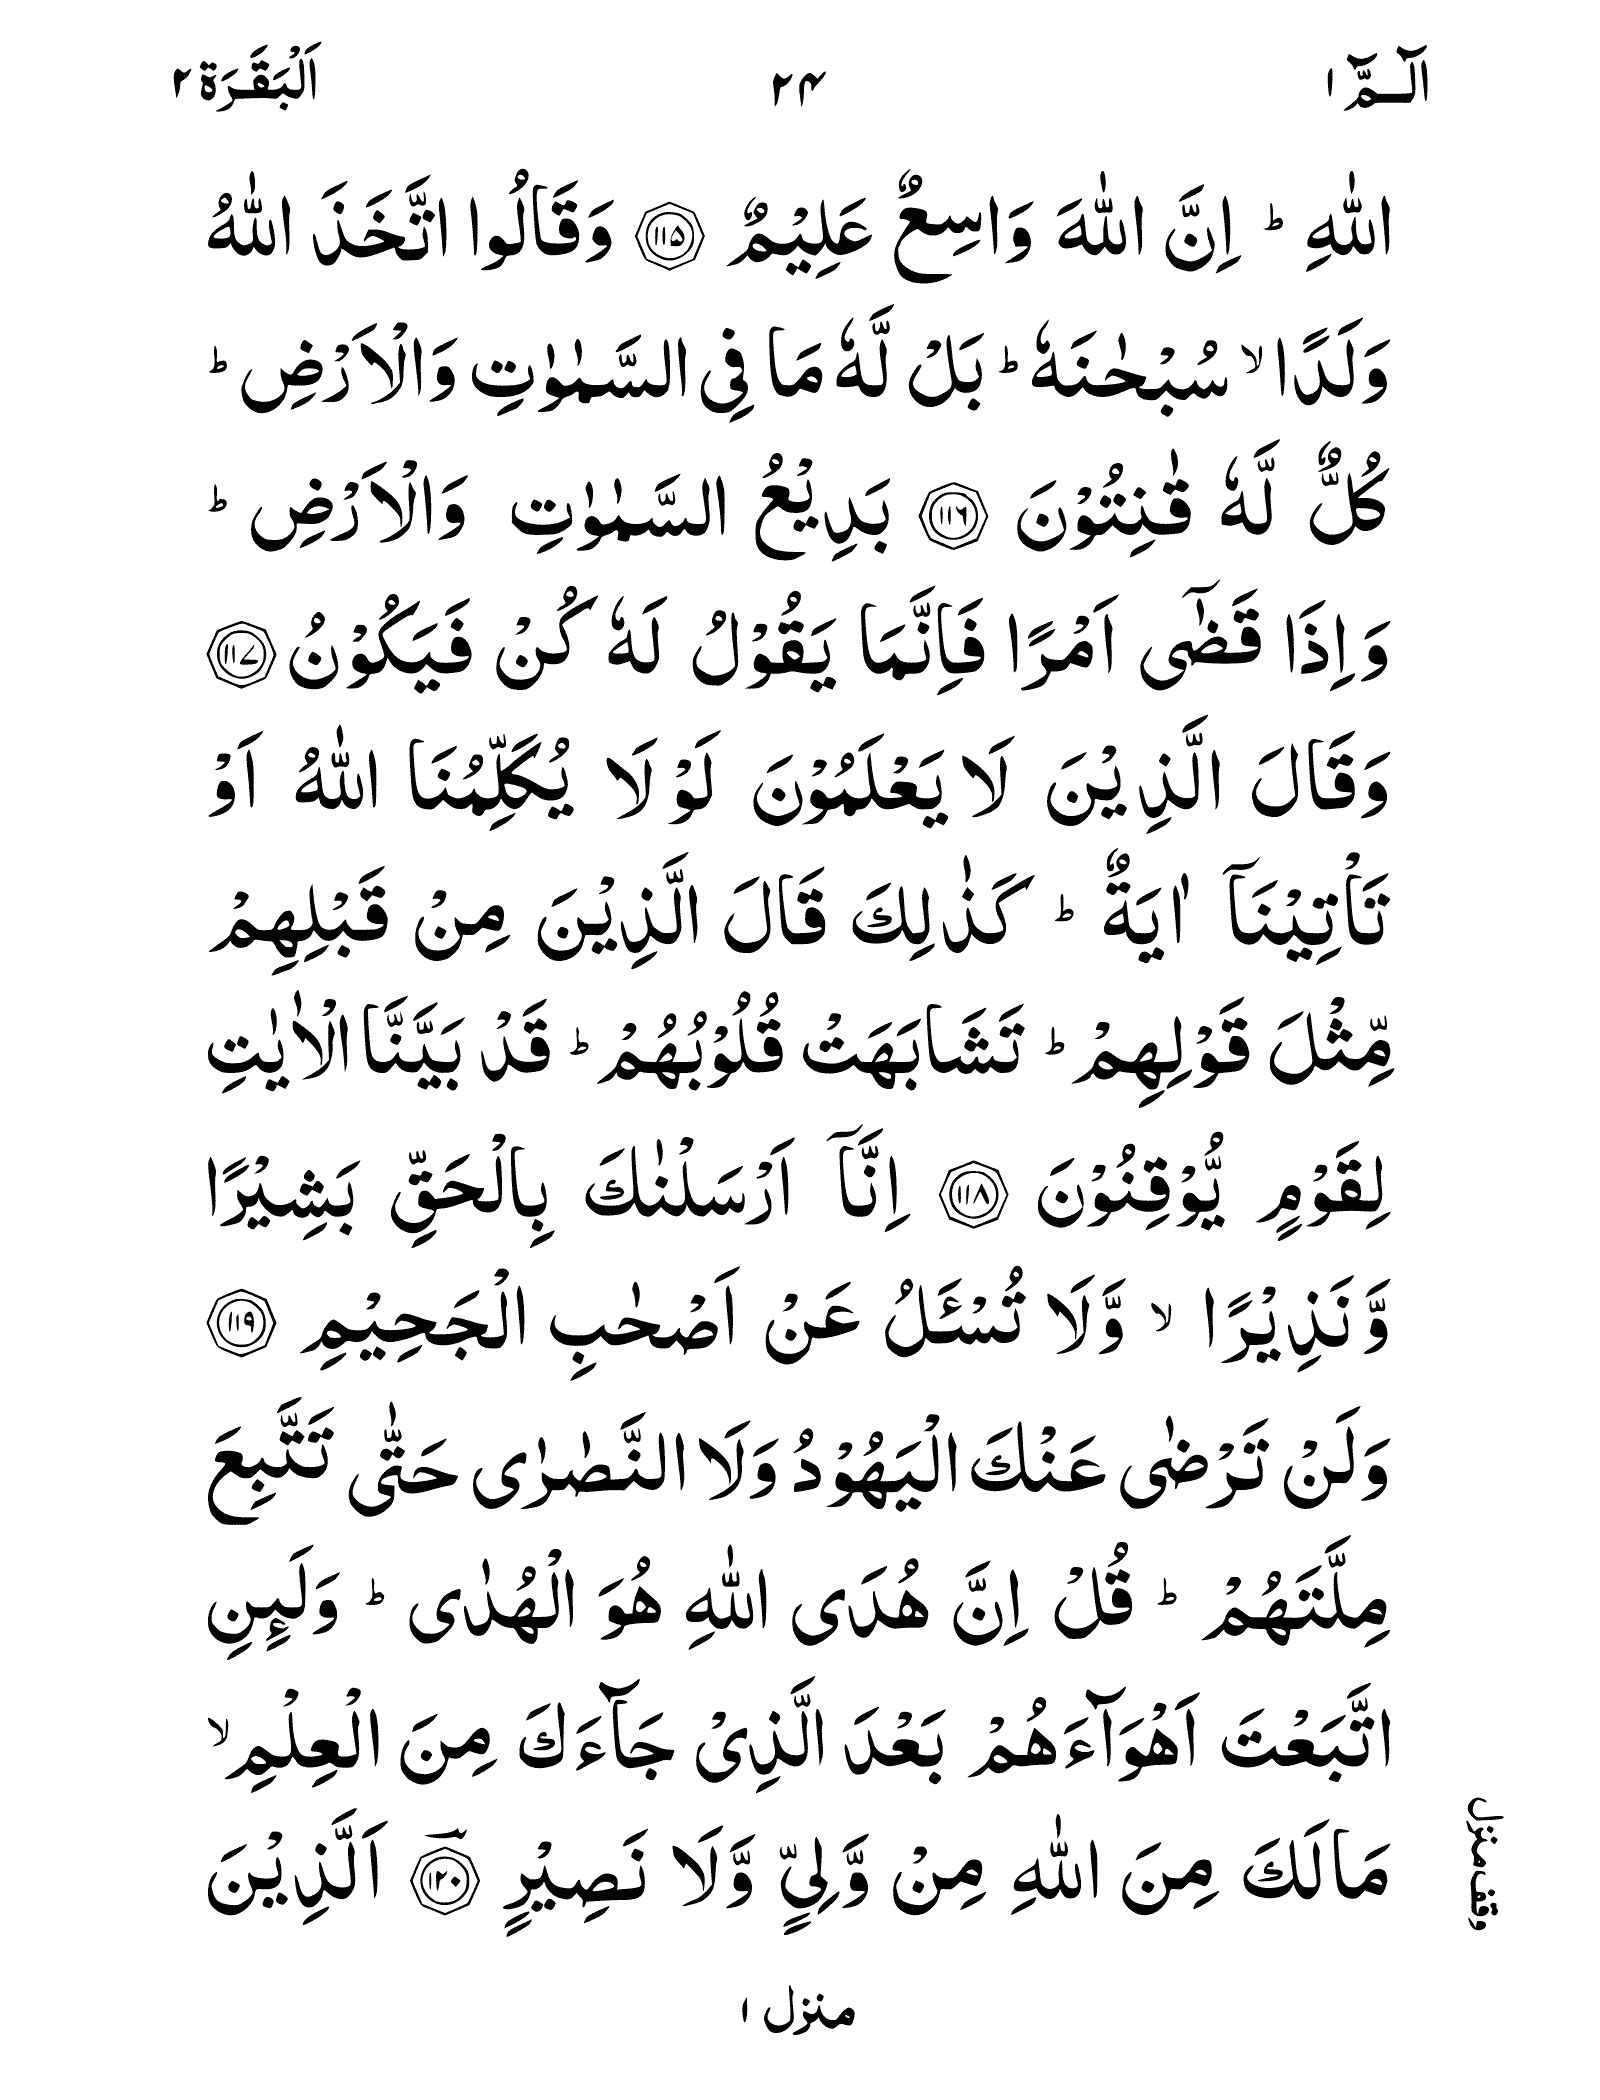 الٓـمّٓ ١ ٢۴ اَلْبَقَرَة ٢
اللّٰهِ ؕ اِنَّ اللّٰهَ وَاسِعٌ عَلِیْمٌ ﴿۱۱۵﴾ وَقَالُوا اتَّخَذَ اللّٰهُ
وَلَدًا ۙ سُبْحٰنَهٗ ؕ بَلْ لَّهٗ مَا فِی السَّمٰوٰتِ وَالْاَرْضِ ؕ
كُلٌّ لَّهٗ قٰنِتُوْنَ ﴿۱۱۶﴾ بَدِیْعُ السَّمٰوٰتِ وَالْاَرْضِ ؕ
وَاِذَا قَضٰۤی اَمْرًا فَاِنَّمَا یَقُوْلُ لَهٗ كُنْ فَیَكُوْنُ ﴿۱۱۷﴾
وَقَالَ الَّذِیْنَ لَا یَعْلَمُوْنَ لَوْ لَا یُكَلِّمُنَا اللّٰهُ اَوْ
تَاْتِیْنَاۤ اٰیَةٌ ؕ كَذٰلِكَ قَالَ الَّذِیْنَ مِنْ قَبْلِهِمْ
مِّثْلَ قَوْلِهِمْ ؕ تَشَابَهَتْ قُلُوْبُهُمْ ؕ قَدْ بَیَّنَّا الْاٰیٰتِ
لِقَوْمٍ یُّوْقِنُوْنَ ﴿۱۱۸﴾ اِنَّاۤ اَرْسَلْنٰكَ بِالْحَقِّ بَشِیْرًا
وَّنَذِیْرًا ۙ وَّلَا تُسْـَٔلُ عَنْ اَصْحٰبِ الْجَحِیْمِ ﴿۱۱۹﴾
وَلَنْ تَرْضٰی عَنْكَ الْیَهُوْدُ وَلَا النَّصٰرٰی حَتّٰی تَتَّبِعَ
مِلَّتَهُمْ ؕ قُلْ اِنَّ هُدَی اللّٰهِ هُوَ الْهُدٰی ؕ وَلَىِٕنِ
اتَّبَعْتَ اَهْوَآءَهُمْ بَعْدَ الَّذِیْ جَآءَكَ مِنَ الْعِلْمِ ۙ
مَا لَكَ مِنَ اللّٰهِ مِنْ وَّلِیٍّ وَّلَا نَصِیْرٍ ﴿۱۲۰﴾ؔ اَلَّذِیْنَ
وقف منزل
منزل ١